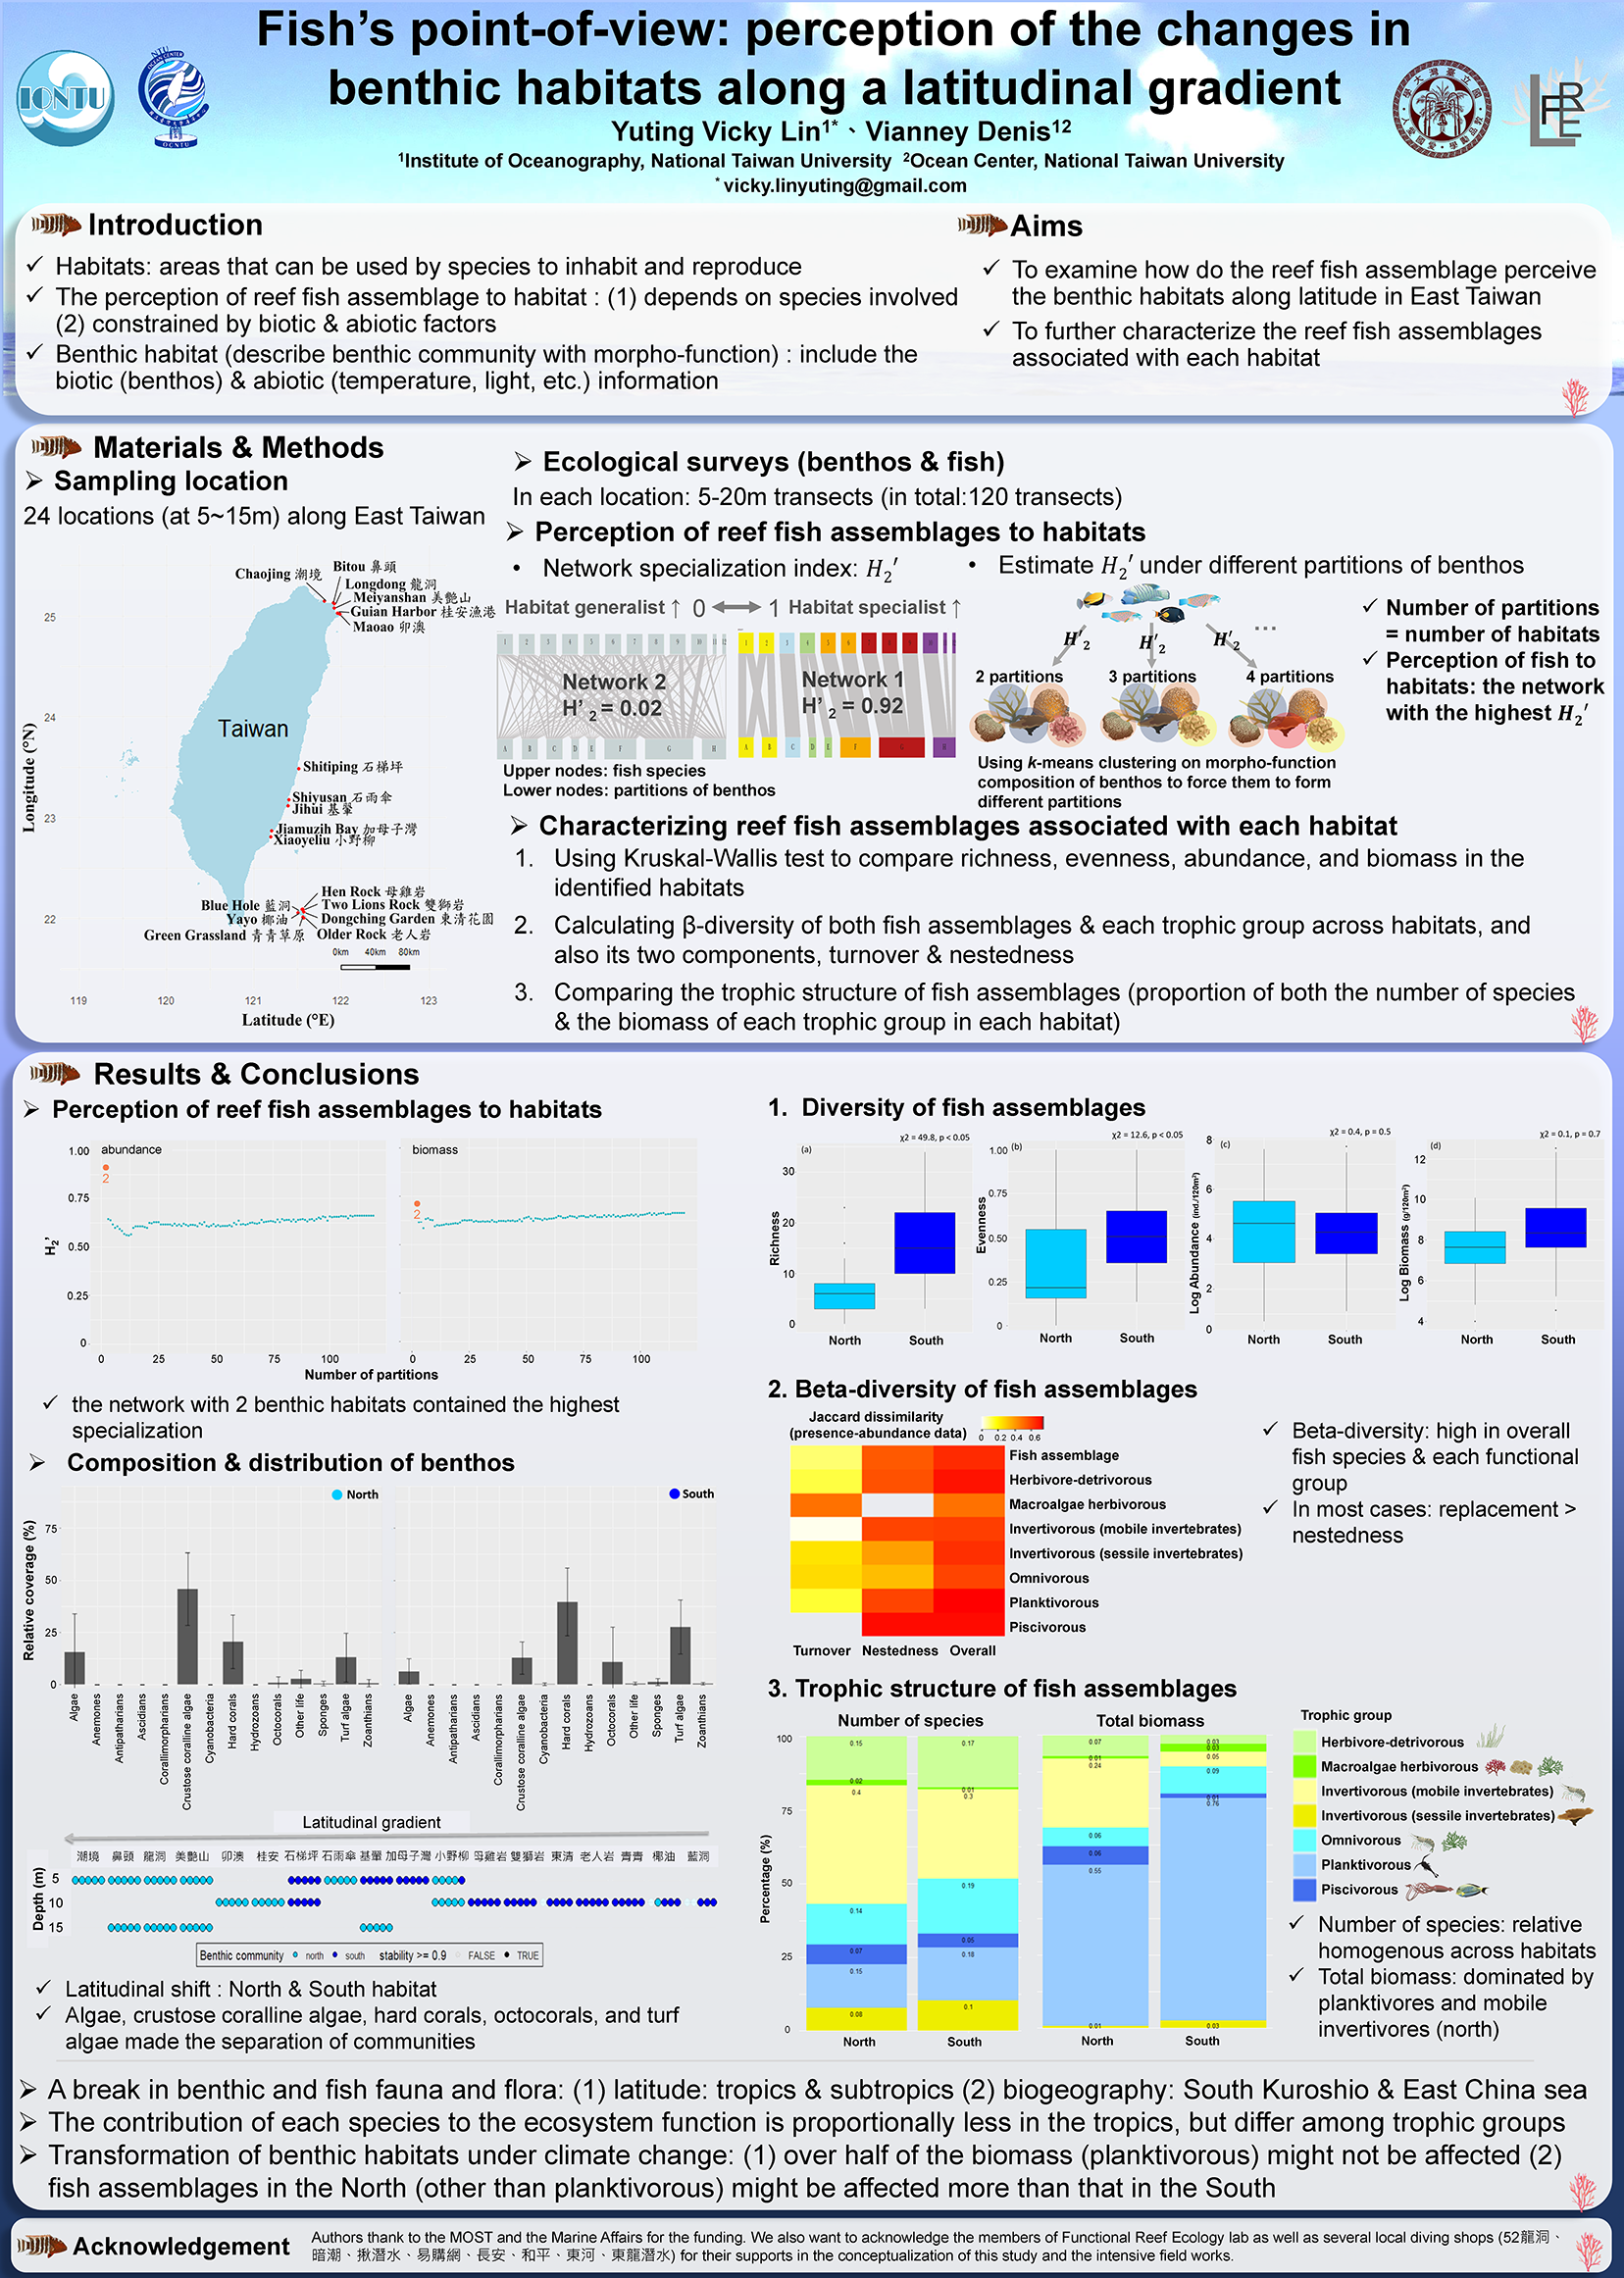 Fish's point-of-view: perception of the changes in
benthic habitats along a latitudinal gradient
Yuting Vicky Lin1*、Vianney Denis12
1Institute of Oceanography, National Taiwan University 2Ocean Center, National Taiwan University
* vicky.linyuting@gmail.com
IONTU
NTU
OCNTU
FRE
Introduction
✓ Habitats: areas that can be used by species to inhabit and reproduce
✓ The perception of reef fish assemblage to habitat : (1) depends on species involved
(2) constrained by biotic & abiotic factors
✓ Benthic habitat (describe benthic community with morpho-function) : include the
biotic (benthos) & abiotic (temperature, light, etc.) information
Aims
✓ To examine how do the reef fish assemblage perceive
the benthic habitats along latitude in East Taiwan
✓ To further characterize the reef fish assemblages
associated with each habitat
Materials & Methods
➢ Sampling location
24 locations (at 5~15m) along East Taiwan
Bitou 鼻頭
Chaojing 潮境
Longdong 龍洞
Meiyanshan 美艷山
Guian Harbor 桂安漁港
Maoao 卯澳
Taiwan
Shitiping 石梯坪
Shiyusan 石雨傘
Jihui 基翬
Jiamuzih Bay 加母子灣
Xiaoyeliu 小野柳
Hen Rock 母雞岩
Blue Hole 藍洞
Two Lions Rock 雙獅岩
Yayo 椰油
Dongching Garden 東清花園
Green Grassland 青青草原
Older Rock 老人岩
0km 40km 80km
25
24
23
22
Longitude (°N)
119 120 121 122 123
Latitude (°E)
➢ Ecological surveys (benthos & fish)
In each location: 5-20m transects (in total:120 transects)
➢ Perception of reef fish assemblages to habitats
• Network specialization index: H2′
Habitat generalist ↑ 0 1 Habitat specialist ↑
1 2 3 4 5 6 7 8 9 10 11 12
Network 2
H' 2 = 0.02
A B C D E F G H
Network 1
H' 2 = 0.92
A B C D E F G H
Upper nodes: fish species
Lower nodes: partitions of benthos
• Estimate H2′ under different partitions of benthos
H′2 H′2 H′2 ...
2 partitions 3 partitions 4 partitions
Using k-means clustering on morpho-function
composition of benthos to force them to form
different partitions
✓ Number of partitions
= number of habitats
✓ Perception of fish to
habitats: the network
with the highest H2′
➢ Characterizing reef fish assemblages associated with each habitat
1. Using Kruskal-Wallis test to compare richness, evenness, abundance, and biomass in the
identified habitats
2. Calculating β-diversity of both fish assemblages & each trophic group across habitats, and
also its two components, turnover & nestedness
3. Comparing the trophic structure of fish assemblages (proportion of both the number of species
& the biomass of each trophic group in each habitat)
Results & Conclusions
➢ Perception of reef fish assemblages to habitats
abundance
biomass
1.00
0.75
0.50
0.25
0
H2'
2
2
0 25 50 75 100
0 25 50 75 100
Number of partitions
✓ the network with 2 benthic habitats contained the highest
specialization
➢ Composition & distribution of benthos
North
South
Relative coverage (%)
75
50
25
0
Algae
Anemones
Antipatharians
Ascidians
Corallimorpharians
Crustose coralline algae
Cyanobacteria
Hard corals
Hydrozoans
Octocorals
Other life
Sponges
Turf algae
Zoanthians
Algae
Anemones
Antipatharians
Ascidians
Corallimopharians
Crustose coralline algae
Cyanobacteria
Hard corals
Hydrozoans
Octocorals
Other life
Sponges
Turf algae
Zoanthians
Latitudinal gradient
潮境 鼻頭 龍洞 美艷山 卯澳 桂安 石梯坪 石雨傘 基翬 加母子灣 小野柳 母雞岩 雙獅岩 東清 老人岩 青青 椰油 藍洞
Depth (m)
5
10
15
Benthic community north south stability >= 0.9 FALSE TRUE
✓ Latitudinal shift : North & South habitat
✓ Algae, crustose coralline algae, hard corals, octocorals, and turf
algae made the separation of communities
1. Diversity of fish assemblages
χ2 = 49.8, p < 0.05
(a)
Richness
30
20
10
0
North South
χ2 = 12.6, p < 0.05
(b)
Evenness
1.00
0.75
0.50
0.25
0
North South
χ2 = 0.4, p = 0.5
(c)
Log Abundance (ind./120m²)
8
6
4
2
0
North South
χ2 = 0.1, p = 0.7
(d)
Log Biomass (g/120m²)
12
10
8
6
4
North South
2. Beta-diversity of fish assemblages
Jaccard dissimilarity
(presence-abundance data)
0 0.2 0.4 0.6
Fish assemblage
Herbivore-detrivorous
Macroalgae herbivorous
Invertivorous (mobile invertebrates)
Invertivorous (sessile invertebrates)
Omnivorous
Planktivorous
Piscivorous
Turnover Nestedness Overall
✓ Beta-diversity: high in overall
fish species & each functional
group
✓ In most cases: replacement >
nestedness
3. Trophic structure of fish assemblages
Number of species
Total biomass
Percentage (%)
100
75
50
25
0
0.15
0.02
0.4
0.14
0.07
0.15
0.08
0.17
0.01
0.3
0.19
0.05
0.18
0.1
0.07
0.01
0.24
0.06
0.06
0.55
0.01
0.03
0.03
0.05
0.09
0.01
0.76
0.03
North South
North South
Trophic group
Herbivore-detrivorous
Macroalgae herbivorous
Invertivorous (mobile invertebrates)
Invertivorous (sessile invertebrates)
Omnivorous
Planktivorous
Piscivorous
✓ Number of species: relative
homogenous across habitats
✓ Total biomass: dominated by
planktivores and mobile
invertivores (north)
➢ A break in benthic and fish fauna and flora: (1) latitude: tropics & subtropics (2) biogeography: South Kuroshio & East China sea
➢ The contribution of each species to the ecosystem function is proportionally less in the tropics, but differ among trophic groups
➢ Transformation of benthic habitats under climate change: (1) over half of the biomass (planktivorous) might not be affected (2)
fish assemblages in the North (other than planktivorous) might be affected more than that in the South
Acknowledgement
Authors thank to the MOST and the Marine Affairs for the funding. We also want to acknowledge the members of Functional Reef Ecology lab as well as several local diving shops (52龍洞、
暗潮、揪潛水、易購網、長安、和平、東河、東龍潛水) for their supports in the conceptualization of this study and the intensive field works.